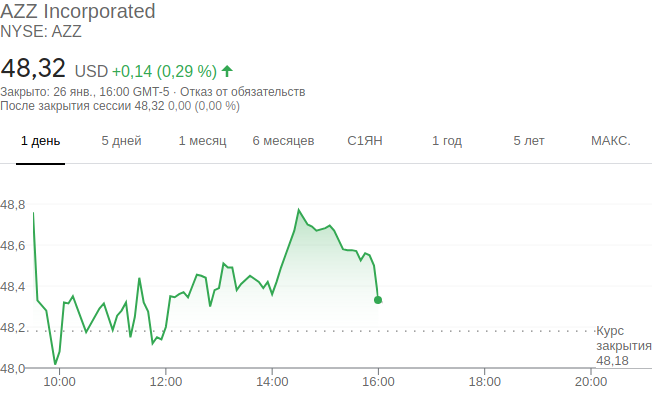 AZZ Incorporated
NYSE: AZZ
48,32 USD +0,14 (0,29 %)
Закрыто: 26 янв., 16:00 GMT-5 · Отказ от обязательств
После закрытия сессии 48,32 0,00 (0,00 %)
1 день 5 дней 1 месяц 6 месяцев С1ЯН 1 год 5 лет МАКС.
48,8
48,6
48,4
48,2
Курс
закрытия
48,18
48,0
10:00 12:00 14:00 16:00 18:00 20:00